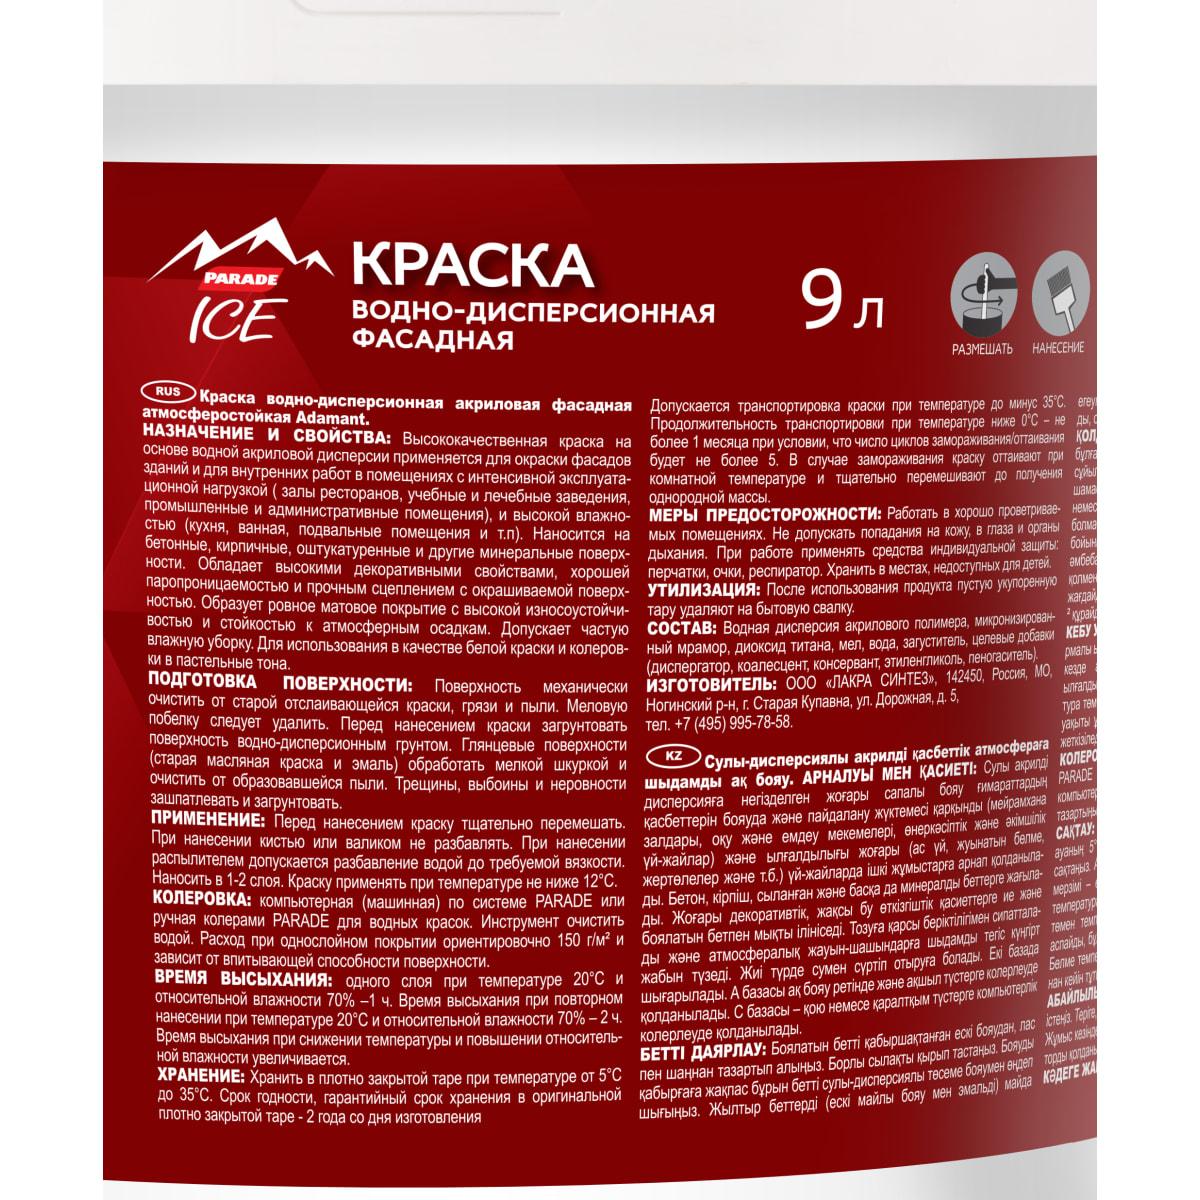 PARADE
ICE
КРАСКА
ВОДНО-ДИСПЕРСИОННАЯ
ФАСАДНАЯ
9 л
РАЗМЕШАТЬ
НАНЕСЕНИЕ
RUS Краска водно-дисперсионная акриловая фасадная
атмосферостойкая Adamant.
НАЗНАЧЕНИЕ И СВОЙСТВА: Высококачественная краска на
основе водной акриловой дисперсии применяется для окраски фасадов
зданий и для внутренних работ в помещениях с интенсивной эксплуата-
ционной нагрузкой ( залы ресторанов, учебные и лечебные заведения,
промышленные и административные помещения), и высокой влажно-
стью (кухня, ванная, подвальные помещения и т.п). Наносится на
бетонные, кирпичные, оштукатуренные и другие минеральные поверх-
ности. Обладает высокими декоративными свойствами, хорошей
паропроницаемостью и прочным сцеплением с окрашиваемой поверх-
ностью. Образует ровное матовое покрытие с высокой износоустойчи-
востью и стойкостью к атмосферным осадкам. Допускает частую
влажную уборку. Для использования в качестве белой краски и колеров-
ки в пастельные тона.
ПОДГОТОВКА ПОВЕРХНОСТИ: Поверхность механически
очистить от старой отслаивающейся краски, грязи и пыли. Меловую
побелку следует удалить. Перед нанесением краски загрунтовать
поверхность водно-дисперсионным грунтом. Глянцевые поверхности
(старая масляная краска и эмаль) обработать мелкой шкуркой и
очистить от образовавшейся пыли. Трещины, выбоины и неровности
зашпатлевать и загрунтовать.
ПРИМЕНЕНИЕ: Перед нанесением краску тщательно перемешать.
При нанесении кистью или валиком не разбавлять. При нанесении
распылителем допускается разбавление водой до требуемой вязкости.
Наносить в 1-2 слоя. Краску применять при температуре не ниже 12°С.
КОЛЕРОВКА: компьютерная (машинная) по системе PARADE или
ручная колерами PARADE для водных красок. Инструмент очистить
водой. Расход при однослойном покрытии ориентировочно 150 г/м² и
зависит от впитывающей способности поверхности.
ВРЕМЯ ВЫСЫХАНИЯ: одного слоя при температуре 20°С и
относительной влажности 70% –1 ч. Время высыхания при повторном
нанесении при температуре 20°С и относительной влажности 70% – 2 ч.
Время высыхания при снижении температуры и повышении относитель-
ной влажности увеличивается.
ХРАНЕНИЕ: Хранить в плотно закрытой таре при температуре от 5°С
до 35°С. Срок годности, гарантийный срок хранения в оригинальной
плотно закрытой таре - 2 года со дня изготовления
Допускается транспортировка краски при температуре до минус 35°С.
Продолжительность транспортировки при температуре ниже 0°С – не
более 1 месяца при условии, что число циклов замораживания/оттаивания
будет не более 5. В случае замораживания краску оттаивают при
комнатной температуре и тщательно перемешивают до получения
однородной массы.
МЕРЫ ПРЕДОСТОРОЖНОСТИ: Работать в хорошо проветривае-
мых помещениях. Не допускать попадания на кожу, в глаза и органы
дыхания. При работе применять средства индивидуальной защиты:
перчатки, очки, респиратор. Хранить в местах, недоступных для детей.
УТИЛИЗАЦИЯ: После использования продукта пустую укупоренную
тару удаляют на бытовую свалку.
СОСТАВ: Водная дисперсия акрилового полимера, микронизирован-
ный мрамор, диоксид титана, мел, вода, загуститель, целевые добавки
(диспергатор, коалесцент, консервант, этиленгликоль, пеногаситель).
ИЗГОТОВИТЕЛЬ: ООО «ЛАКРА СИНТЕЗ», 142450, Россия, МО,
Ногинский р-н, г. Старая Купавна, ул. Дорожная, д. 5,
тел. +7 (495) 995-78-58.
KZ Сулы-дисперсиялы акрилді қасбеттік атмосфераға
шыдамды ақ бояу. АРНАЛУЫ МЕН ҚАСИЕТІ: Сулы акрилді
дисперсияға негізделген жоғары сапалы бояу ғимараттардың
қасбеттерін бояуда және пайдалану жүктемесі қарқынды (мейрамхана
залдары, оқу және емдеу мекемелері, өнеркәсіптік және әкімшілік
үй-жайлар) және ылғалдылығы жоғары (ас үй, жуынатын бөлме,
жертөлелер және т.б.) үй-жайларда ішкі жұмыстарға арнап қолданыла-
ды. Бетон, кірпіш, сыланған және басқа да минералды беттерге жағыла-
ды. Жоғары декоративтік, жақсы бу өткізгіштік қасиеттерге ие және
боялатын бетпен мықты ілініседі. Тозуға қарсы беріктілігімен сипаттала-
ды және атмосфералық жауын-шашындарға шыдамды тегіс күңгірт
жабын түзеді. Жиі түрде сумен сүртіп отыруға болады. Екі базада
шығарылады. А базасы ақ бояу ретінде және ақшыл түстерге колерлеуде
қолданылады. С базасы – қою немесе қаралтқым түстерге компьютерлік
колерлеуде қолданылады.
БЕТТІ ДАЯРЛАУ: Боялатын бетті қабыршақтанған ескі бояудан, лас
пен шаңнан тазартып алыңыз. Борлы сылақты қырып тастаңыз. Бояуды
қабырғаға жақпас бұрын бетті сулы-дисперсиялы төсеме бояумен өңдеп
шығыңыз. Жылтыр беттерді (ескі майлы бояу мен эмальді) майда